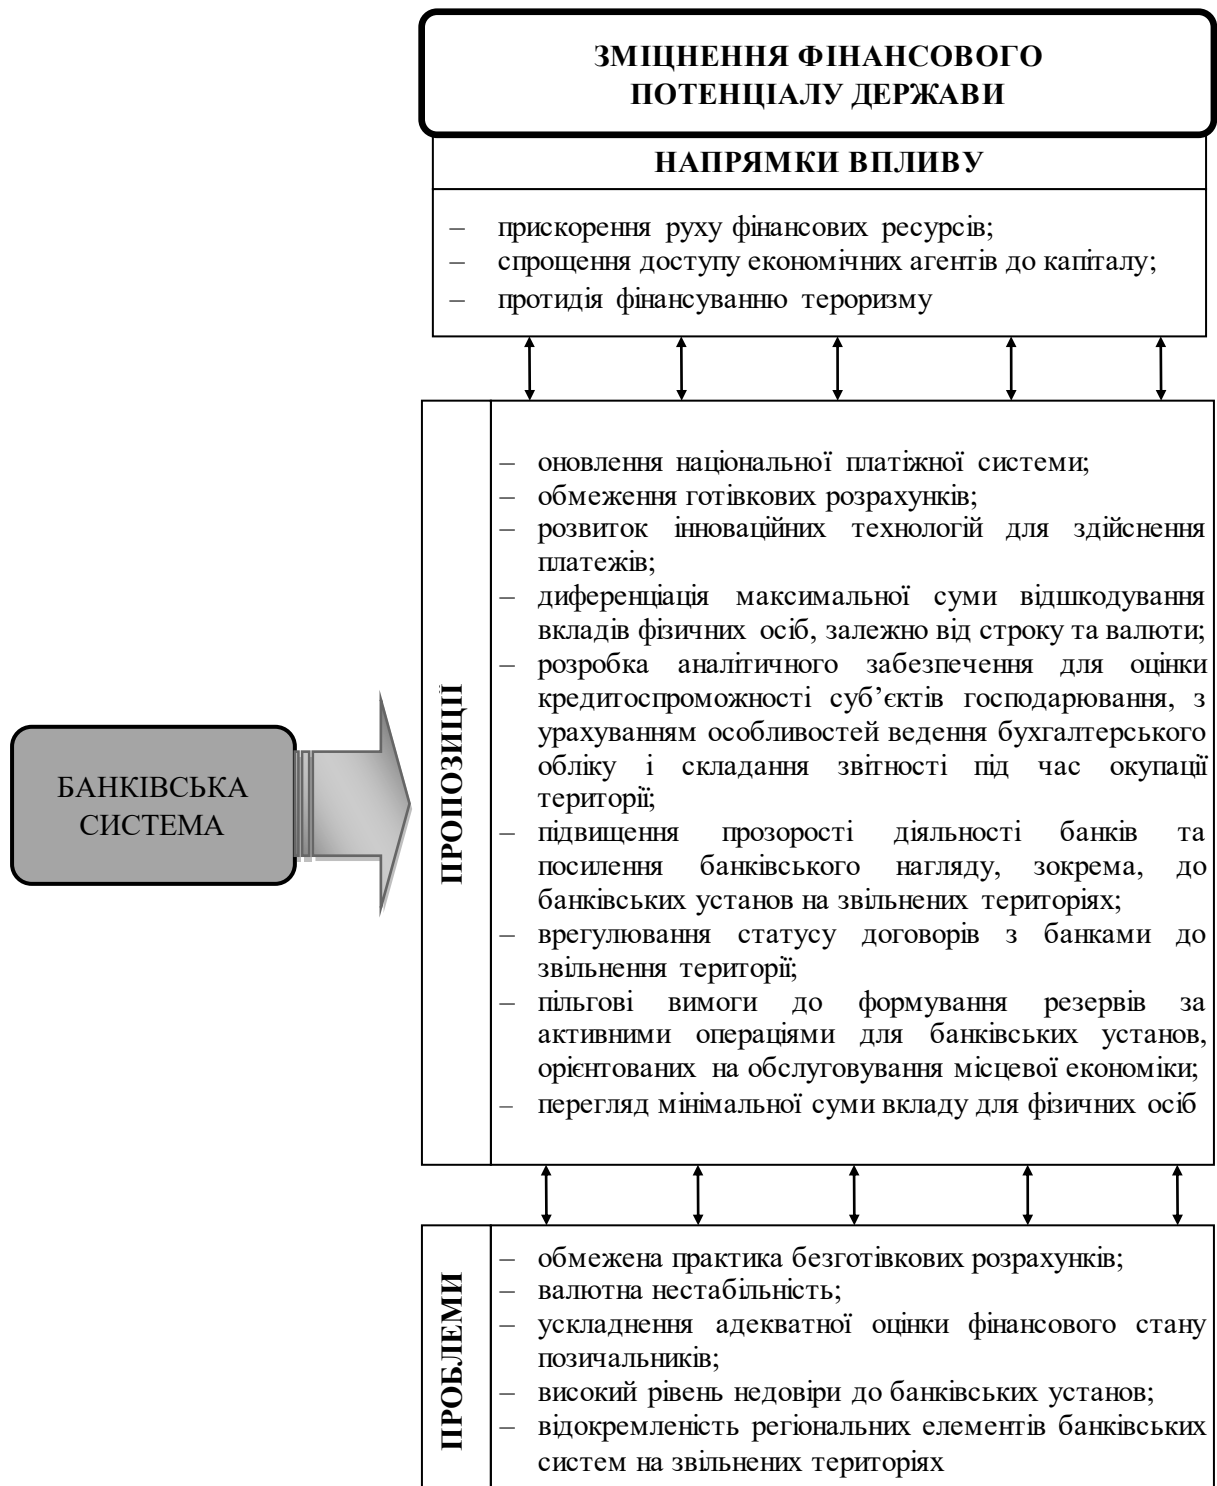 ЗМІЦНЕННЯ ФІНАНСОВОГО
ПОТЕНЦІАЛУ ДЕРЖАВИ
НАПРЯМКИ ВПЛИВУ
– прискорення руху фінансових ресурсів;
– спрощення доступу економічних агентів до капіталу;
– протидія фінансуванню тероризму
БАНКІВСЬКА
СИСТЕМА
ПРОПОЗИЦІЇ
– оновлення національної платіжної системи;
– обмеження готівкових розрахунків;
– розвиток інноваційних технологій для здійснення
платежів;
– диференціація максимальної суми відшкодування
вкладів фізичних осіб, залежно від строку та валюти;
– розробка аналітичного забезпечення для оцінки
кредитоспроможності суб’єктів господарювання, з
урахуванням особливостей ведення бухгалтерського
обліку і складання звітності під час окупації
території;
– підвищення прозорості діяльності банків та
посилення банківського нагляду, зокрема, до
банківських установ на звільнених територіях;
– врегулювання статусу договорів з банками до
звільнення території;
– пільгові вимоги до формування резервів за
активними операціями для банківських установ,
орієнтованих на обслуговування місцевої економіки;
– перегляд мінімальної суми вкладу для фізичних осіб
ПРОБЛЕМИ
– обмежена практика безготівкових розрахунків;
– валютна нестабільність;
– ускладнення адекватної оцінки фінансового стану
позичальників;
– високий рівень недовіри до банківських установ;
– відокремленість регіональних елементів банківських
систем на звільнених територіях